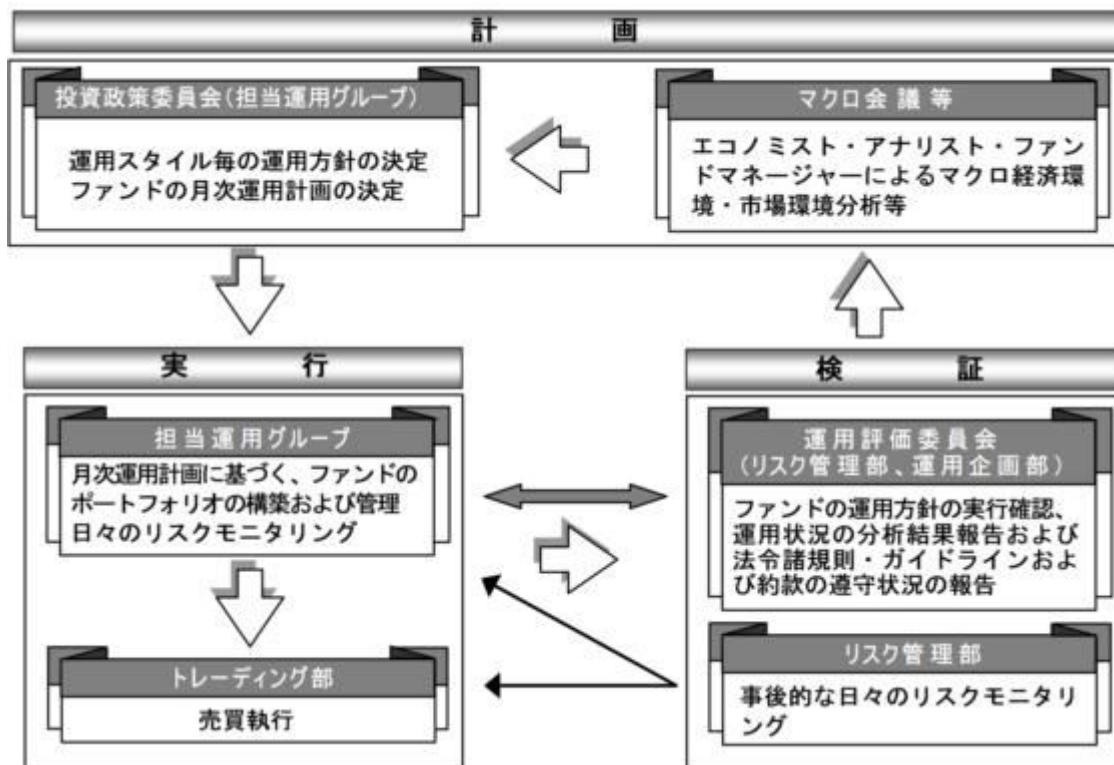 計画
投資政策委員会(担当運用グループ)
運用スタイル毎の運用方針の決定
ファンドの月次運用計画の決定
マクロ会議等
エコノミスト・アナリスト・ファン
ドマネージャーによるマクロ経済環
境・市場環境分析等
実行
担当運用グループ
月次運用計画に基づく、ファンドの
ポートフォリオの構築および管理
日々のリスクモニタリング
トレーディング部
売買執行
検証
運用評価委員会
(リスク管理部、運用企画部)
ファンドの運用方針の実行確認、
運用状況の分析結果報告および
法令諸規則・ガイドラインおよ
び約款の遵守状況の報告
リスク管理部
事後的な日々のリスクモニタリ
ング